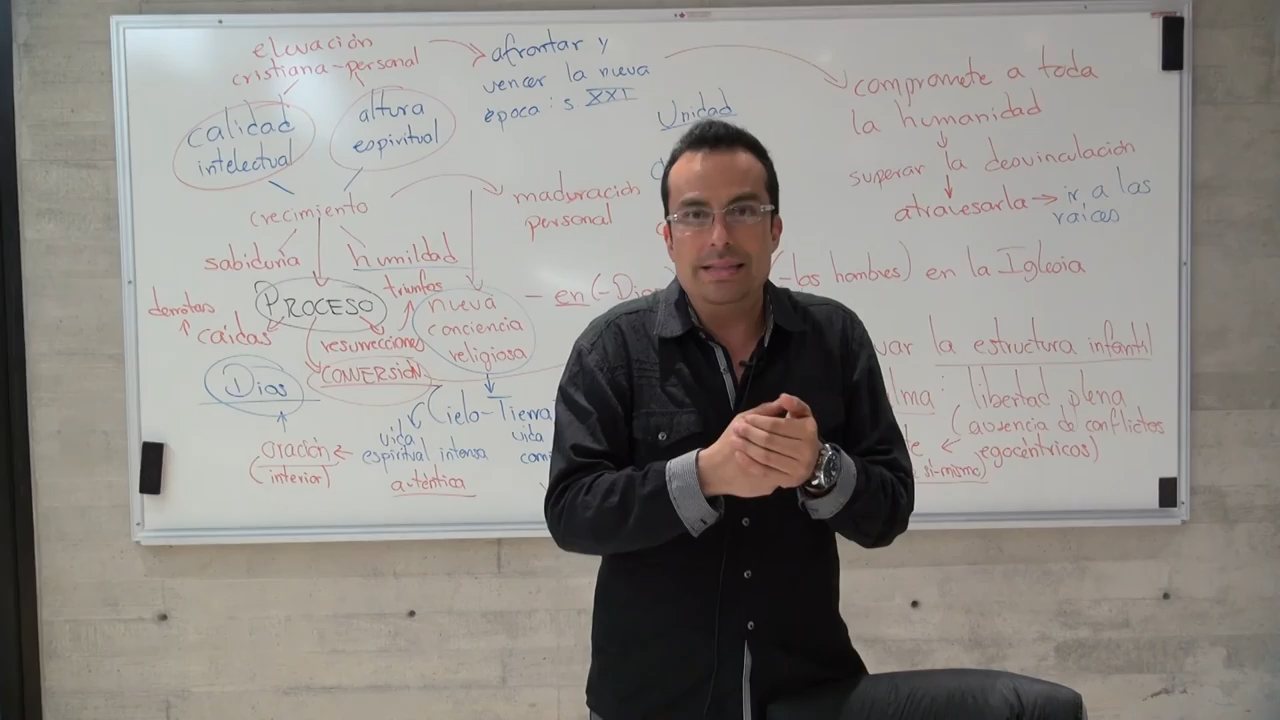 elevación
cristiana-personal
afrontar y
vencer la nueva
época: s XXI
compromete a toda
la humanidad
superar la desvinculación
atravesarla → ir a las
raíces
Unidad
calidad
intelectual
altura
espiritual
crecimiento
maduración
personal
sabiduría
humildad
PROCESO
triunfos
derrotas
caídas
resurrecciones
CONVERSIÓN
nueva
conciencia
religiosa
- en (-Dios
-los hombres) en la Iglesia
la estructura infantil
libertad plena
(ausencia de conflictos
egocéntricos)
sí-mismo)
Dios
Cielo-Tierra
vida
espiritual intensa
auténtica
vida
oración
(interior)